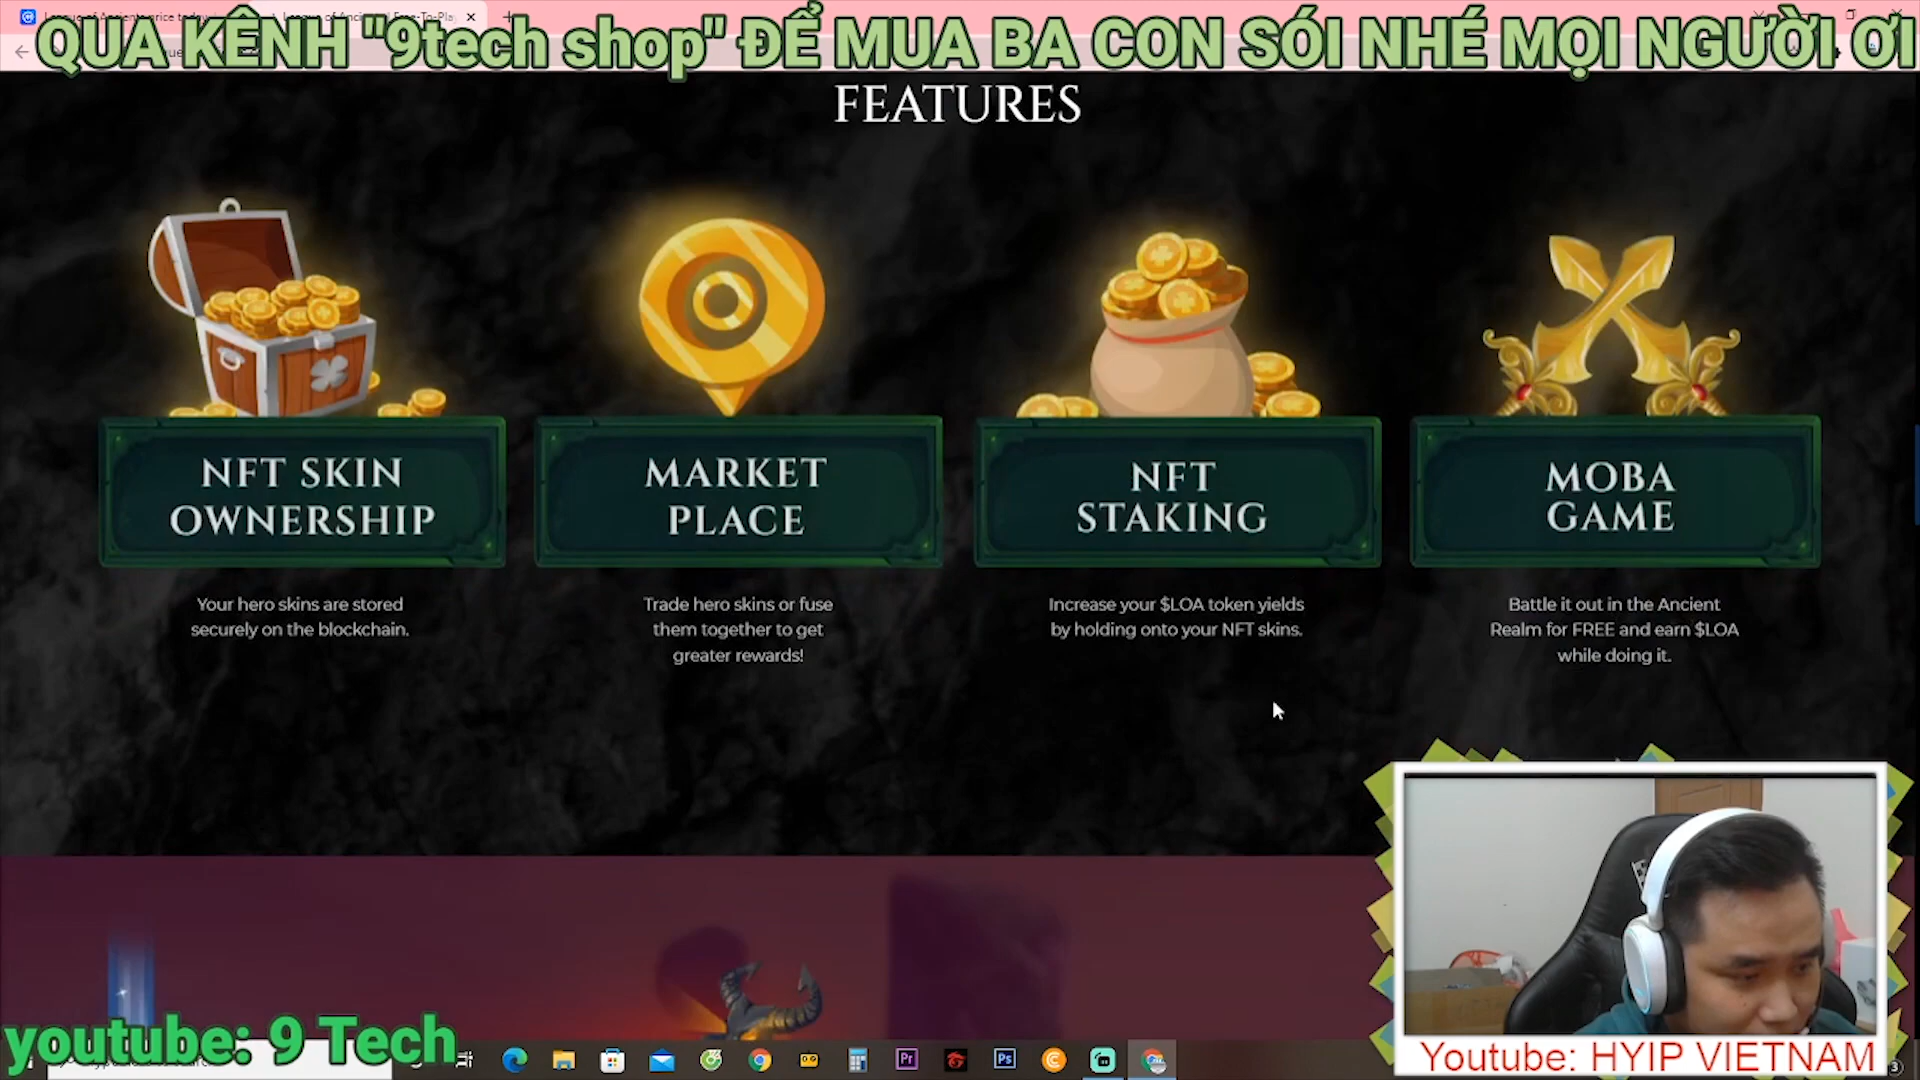 QUA KÊNH "9tech shop" ĐỂ MUA BA CON SÓI NHÉ MỌI NGƯỜI ƠI
FEATURES
NFT SKIN
OWNERSHIP
Your hero skins are stored
securely on the blockchain.
MARKET
PLACE
Trade hero skins or fuse
them together to get
greater rewards!
NFT
STAKING
Increase your $LOA token yields
by holding onto your NFT skins.
MOBA
GAME
Battle it out in the Ancient
Realm for FREE and earn $LOA
while doing it.
youtube: 9 Tech
Pr
Ps
Youtube: HYIP VIETNAM
3